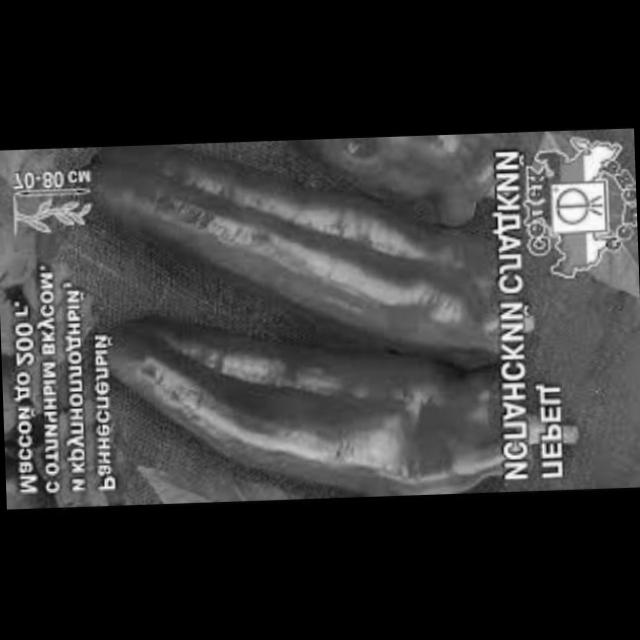 ПЕРЕЦ
ИСПАНСКИЙ СЛАДКИЙ
Раннеспелый
и крупноплодный,
с отличным вкусом,
массой до 200 г
70-80 см